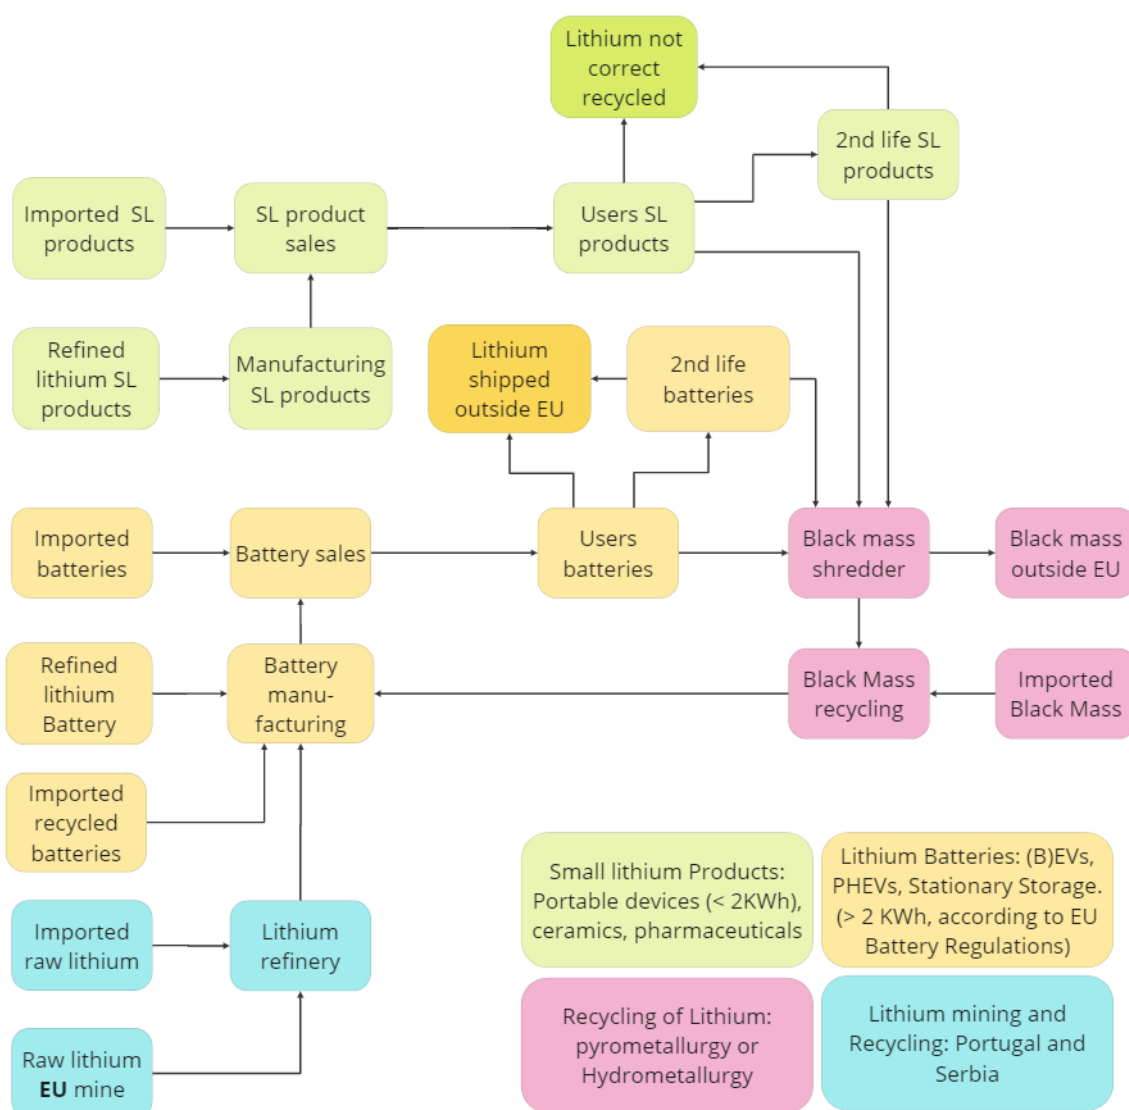 Lithium not
correct
recycled
2nd life SL
products
Imported SL
products
SL product
sales
Users SL
products
Refined
lithium SL
products
Manufacturing
SL products
Lithium
shipped
outside EU
2nd life
batteries
Imported
batteries
Battery sales
Users
batteries
Black mass
shredder
Black mass
outside EU
Refined
lithium
Battery
Battery
manu-
facturing
Black Mass
recycling
Imported
Black Mass
Imported
recycled
batteries
Imported
raw lithium
Lithium
refinery
Raw lithium
EU mine
Small lithium Products:
Portable devices (< 2KWh),
ceramics, pharmaceuticals
Lithium Batteries: (B)EVs,
PHEVs, Stationary Storage.
(> 2 KWh, according to EU
Battery Regulations)
Recycling of Lithium:
pyrometallurgy or
Hydrometallurgy
Lithium mining and
Recycling: Portugal and
Serbia